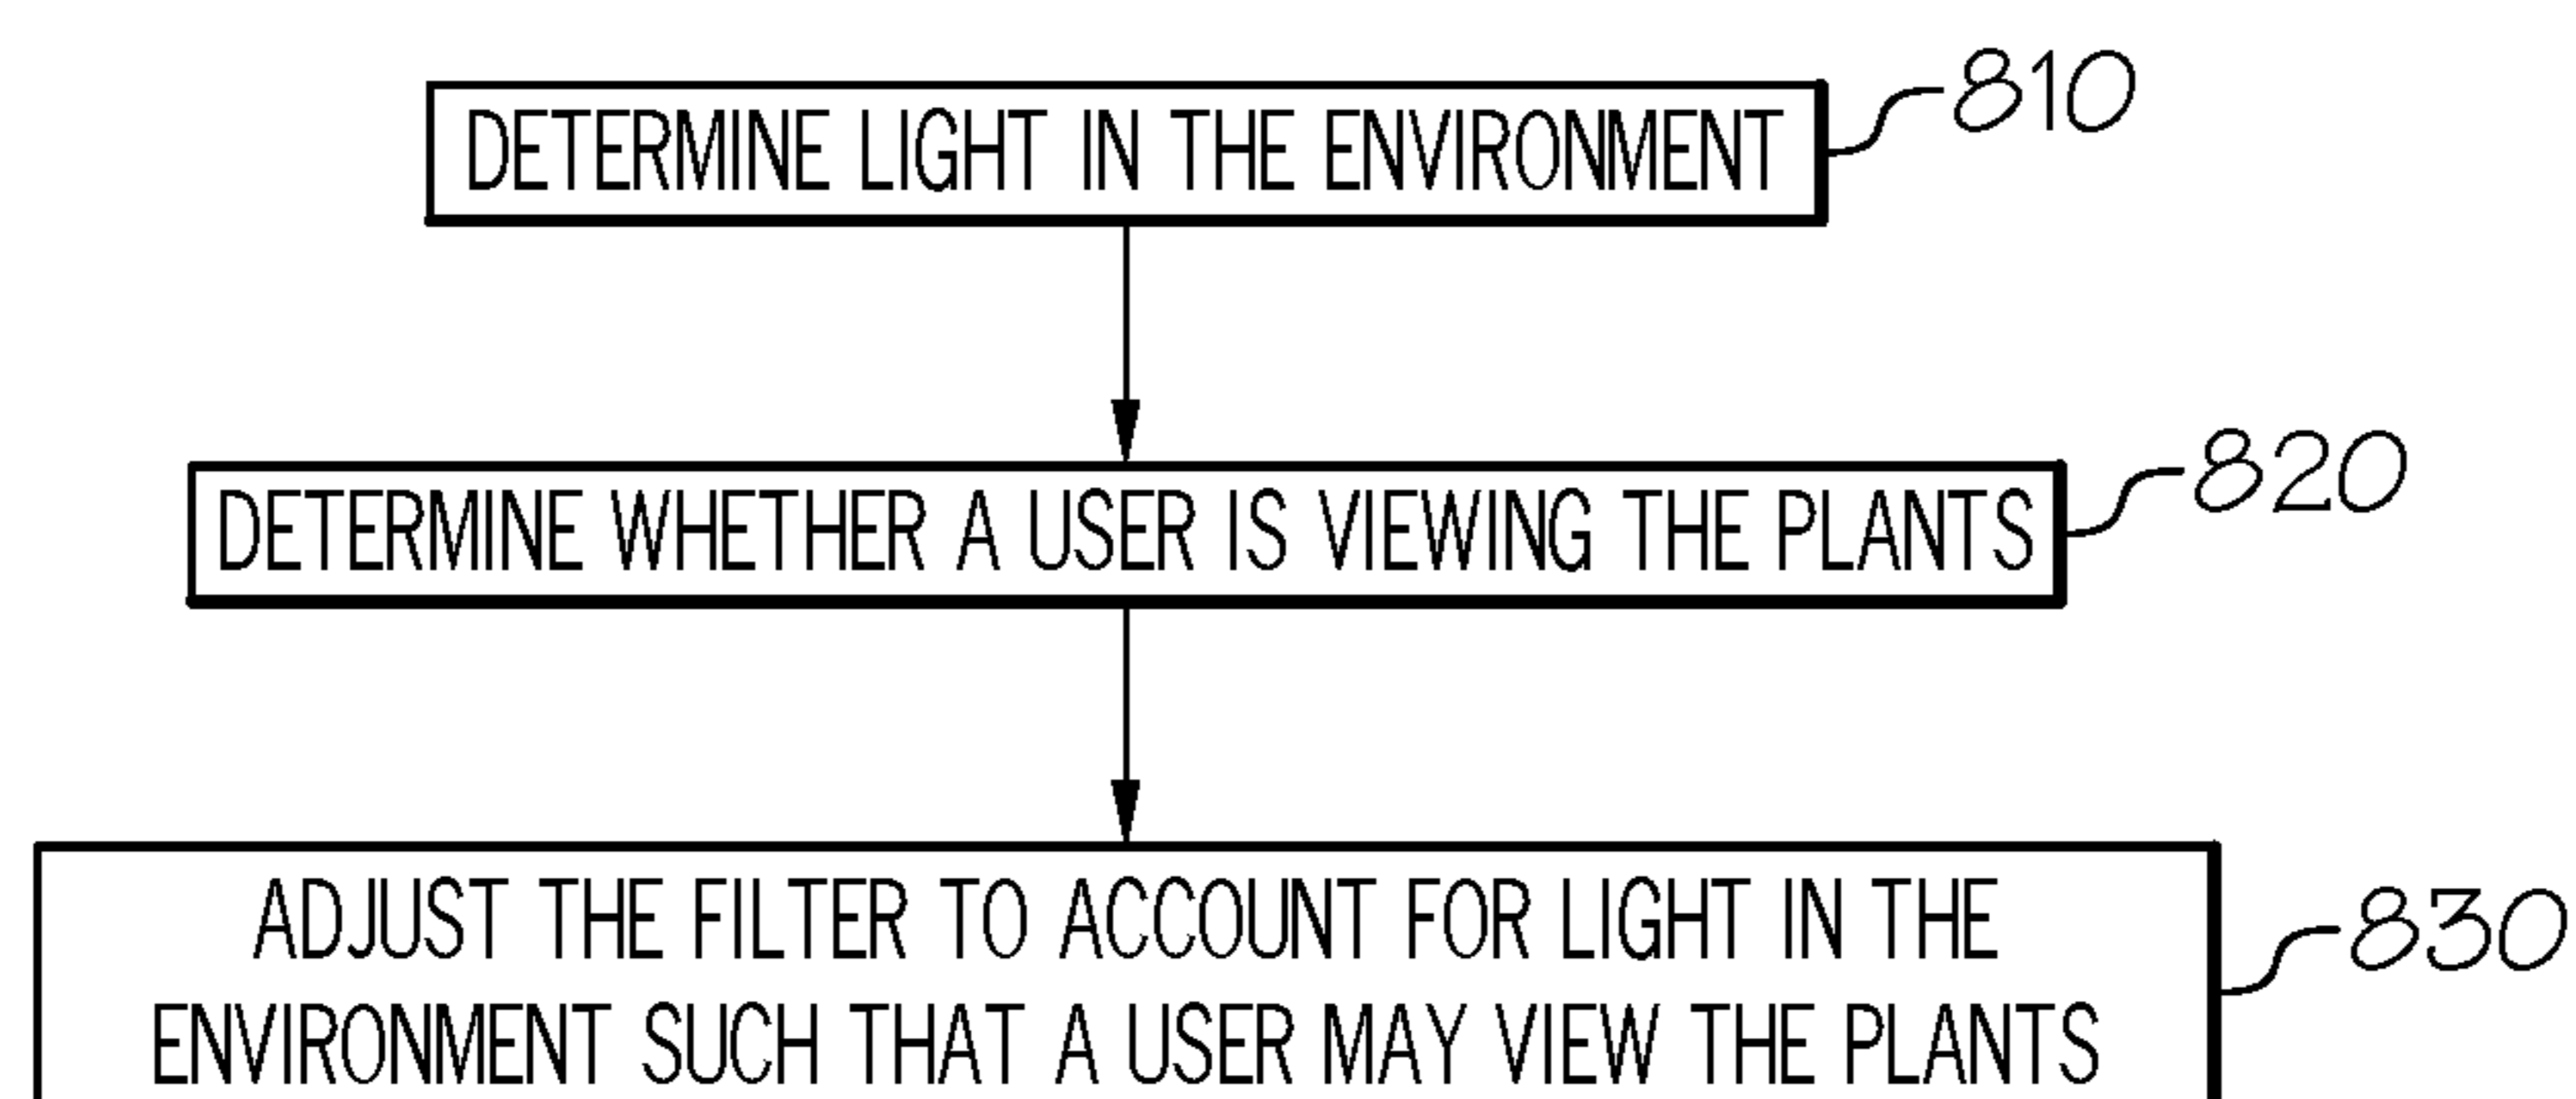 DETERMINE LIGHT IN THE ENVIRONMENT
810
DETERMINE WHETHER A USER IS VIEWING THE PLANTS
820
ADJUST THE FILTER TO ACCOUNT FOR LIGHT IN THE
ENVIRONMENT SUCH THAT A USER MAY VIEW THE PLANTS
830